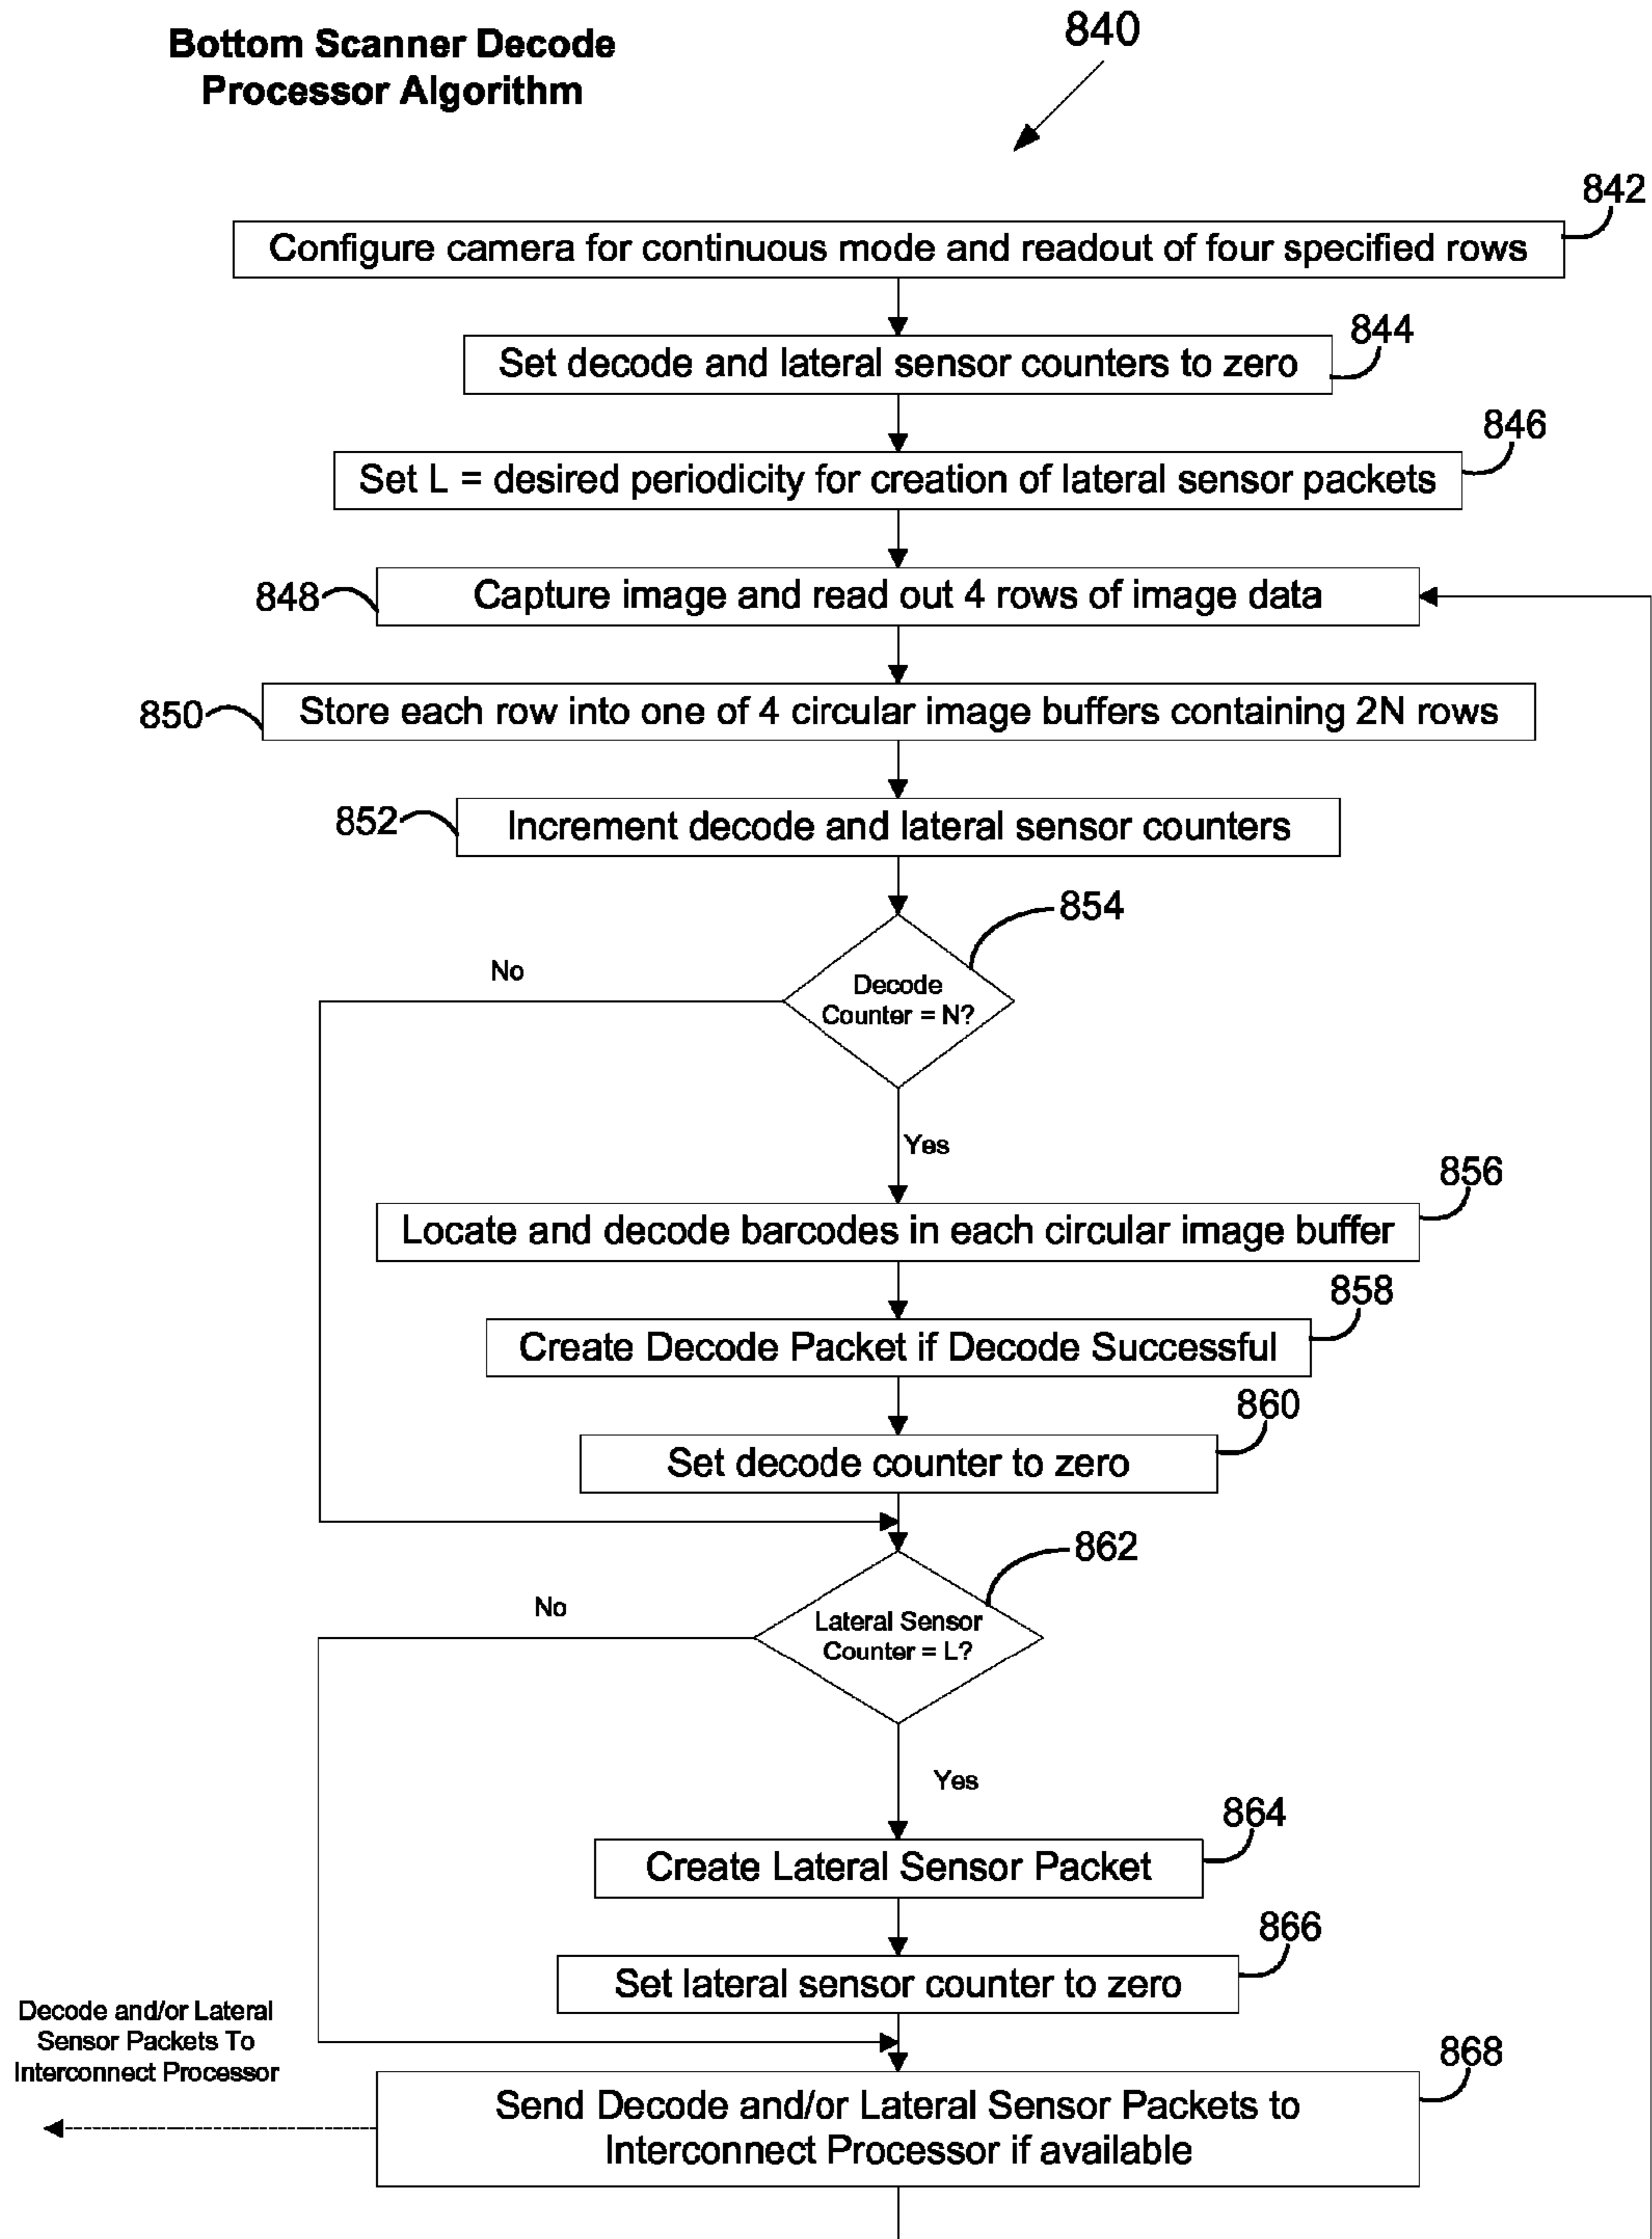 Bottom Scanner Decode
Processor Algorithm
840
842
Configure camera for continuous mode and readout of four specified rows
844
Set decode and lateral sensor counters to zero
846
Set L = desired periodicity for creation of lateral sensor packets
848
Capture image and read out 4 rows of image data
850
Store each row into one of 4 circular image buffers containing 2N rows
852
Increment decode and lateral sensor counters
854
Decode
Counter = N?
No
Yes
856
Locate and decode barcodes in each circular image buffer
858
Create Decode Packet if Decode Successful
860
Set decode counter to zero
862
Lateral Sensor
Counter = L?
No
Yes
864
Create Lateral Sensor Packet
866
Set lateral sensor counter to zero
Decode and/or Lateral
Sensor Packets To
Interconnect Processor
868
Send Decode and/or Lateral Sensor Packets to
Interconnect Processor if available